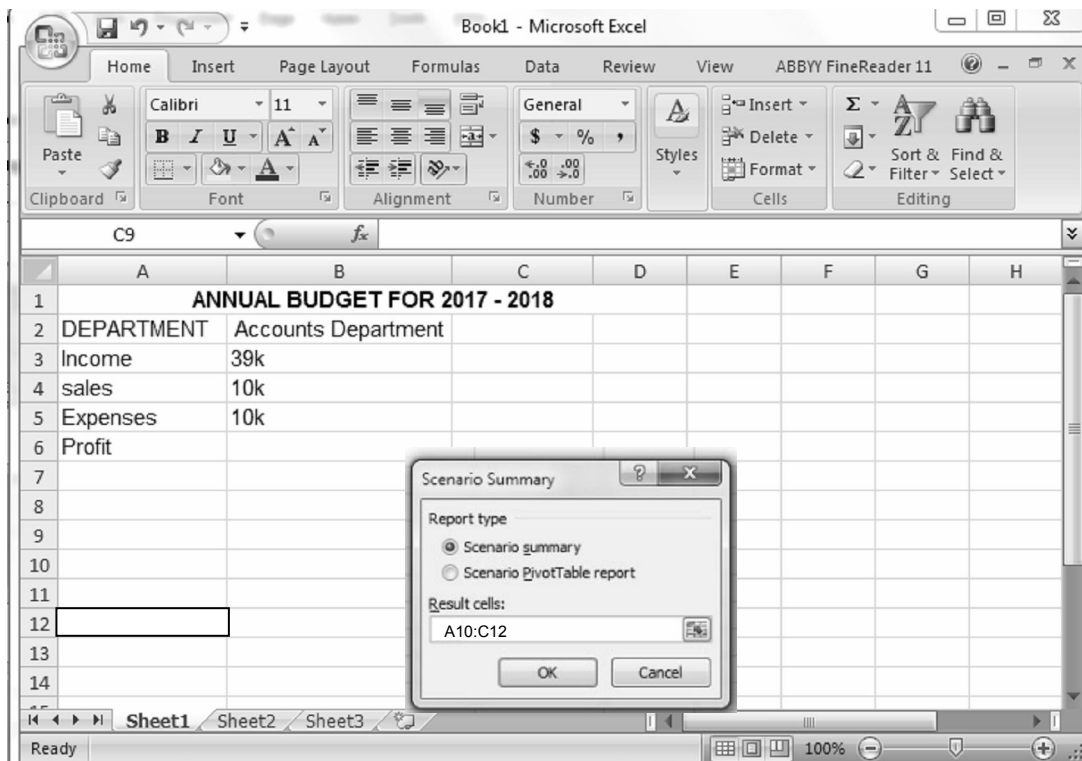 Book1 - Microsoft Excel
Home Insert Page Layout Formulas Data Review View ABBYY FineReader 11
Paste
Clipboard
Calibri 11
B I U A A
A
Font
Alignment
General
$ % ,
.0 .00
.00 .0
Number
A
Styles
Insert
Delete
Format
Cells
Σ
A
Z
Sort & Filter
Find & Select
Editing
C9 fx
A B C D E F G H
1 ANNUAL BUDGET FOR 2017 - 2018
2 DEPARTMENT Accounts Department
3 Income 39k
4 sales 10k
5 Expenses 10k
6 Profit
7
8
9
10
11
12
13
14
Scenario Summary ? X
Report type
Scenario summary
Scenario PivotTable report
Result cells:
A10:C12
OK Cancel
Sheet1 Sheet2 Sheet3
Ready 100%